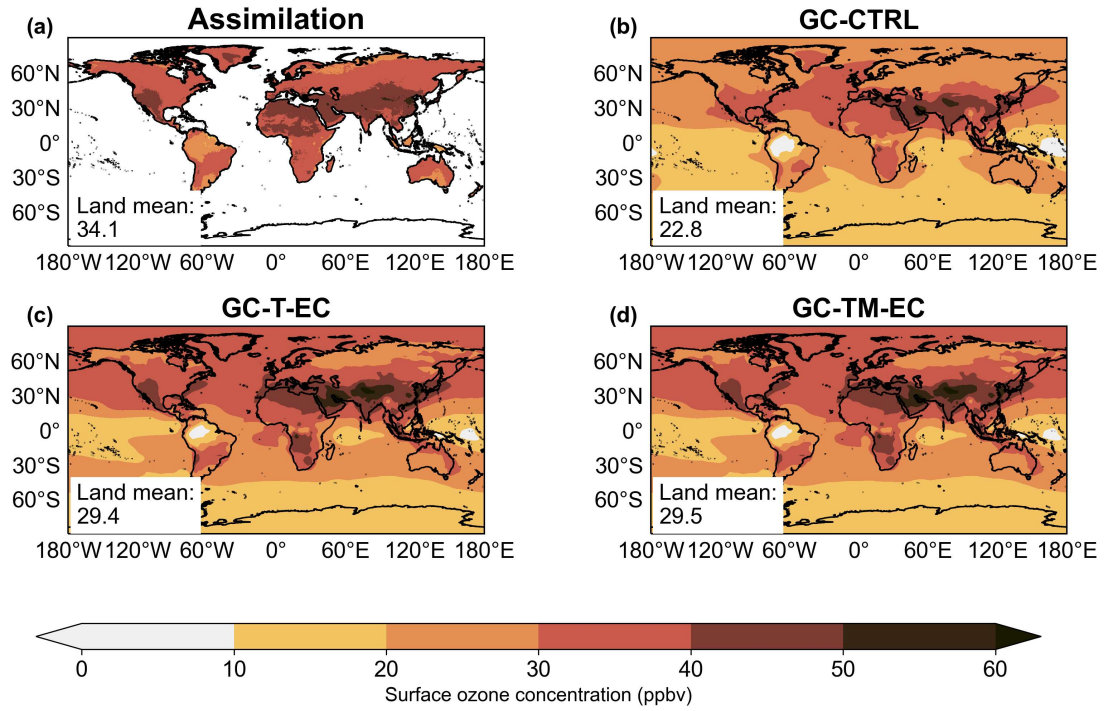 (a) Assimilation
60°N
30°N
0°
30°S
60°S
Land mean:
34.1
180°W 120°W 60°W 0° 60°E 120°E 180°E
(b) GC-CTRL
60°N
30°N
0°
30°S
60°S
Land mean:
22.8
180°W 120°W 60°W 0° 60°E 120°E 180°E
(c) GC-T-EC
60°N
30°N
0°
30°S
60°S
Land mean:
29.4
180°W 120°W 60°W 0° 60°E 120°E 180°E
(d) GC-TM-EC
60°N
30°N
0°
30°S
60°S
Land mean:
29.5
180°W 120°W 60°W 0° 60°E 120°E 180°E
0 10 20 30 40 50 60
Surface ozone concentration (ppbv)